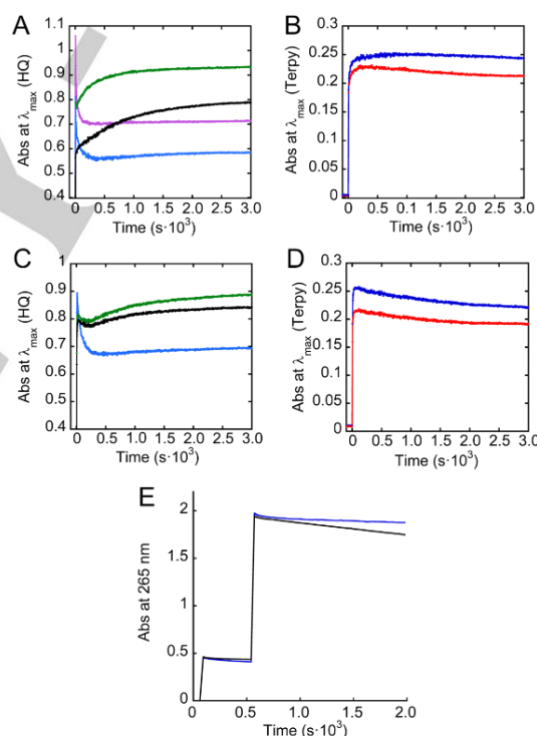 A
Abs at λmax (HQ)
1.1
1
0.9
0.8
0.7
0.6
0.5
0.4
0 0.5 1.0 1.5 2.0 2.5 3.0
Time (s·10³)
B
Abs at λmax (Terpy)
0.30
0.25
0.2
0.15
0.1
0.05
0
0 0.5 1.0 1.5 2.0 2.5 3.0
Time (s·10³)
C
Abs at λmax (HQ)
1
0.9
0.8
0.7
0.6
0.5
0.4
0 0.5 1.0 1.5 2.0 2.5 3.0
Time (s·10³)
D
Abs at λmax (Terpy)
0.30
0.25
0.2
0.15
0.1
0.05
0
0 0.5 1.0 1.5 2.0 2.5 3.0
Time (s·10³)
E
Abs at 265 nm
2
1.5
1
0.5
0
0 0.5 1.0 1.5 2.0
Time (s·10³)